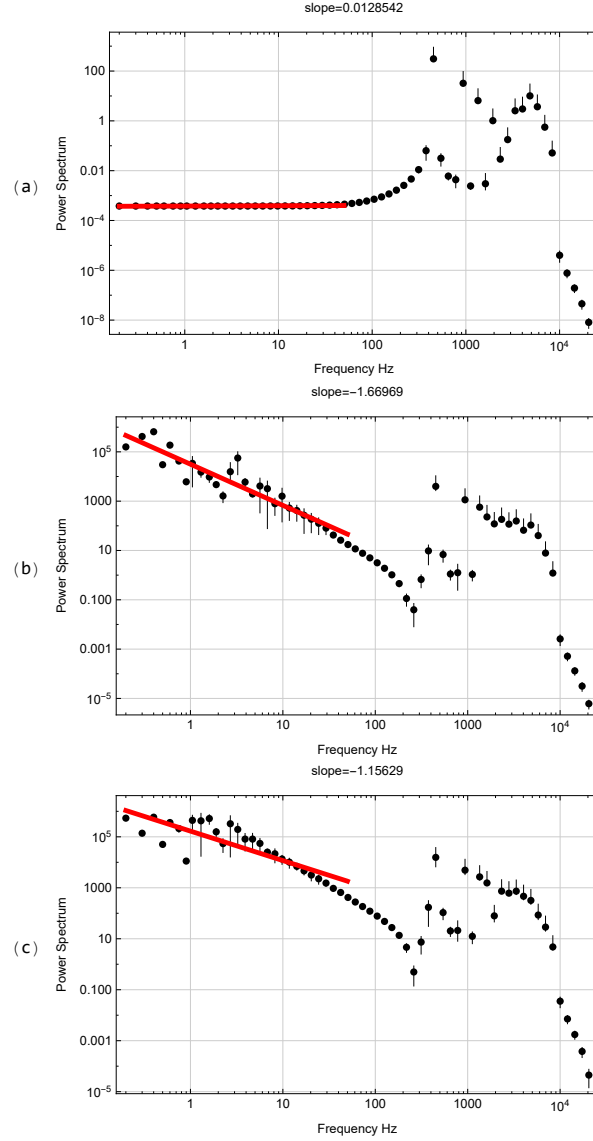 slope=0.0128542
(a)
Power Spectrum
100
1
0.01
10⁻⁴
10⁻⁶
10⁻⁸
1
10
100
1000
10⁴
Frequency Hz
slope=-1.66969
(b)
Power Spectrum
10⁵
1000
10
0.100
0.001
10⁻⁵
1
10
100
1000
10⁴
Frequency Hz
slope=-1.15629
(c)
Power Spectrum
10⁵
1000
10
0.100
0.001
10⁻⁵
1
10
100
1000
10⁴
Frequency Hz